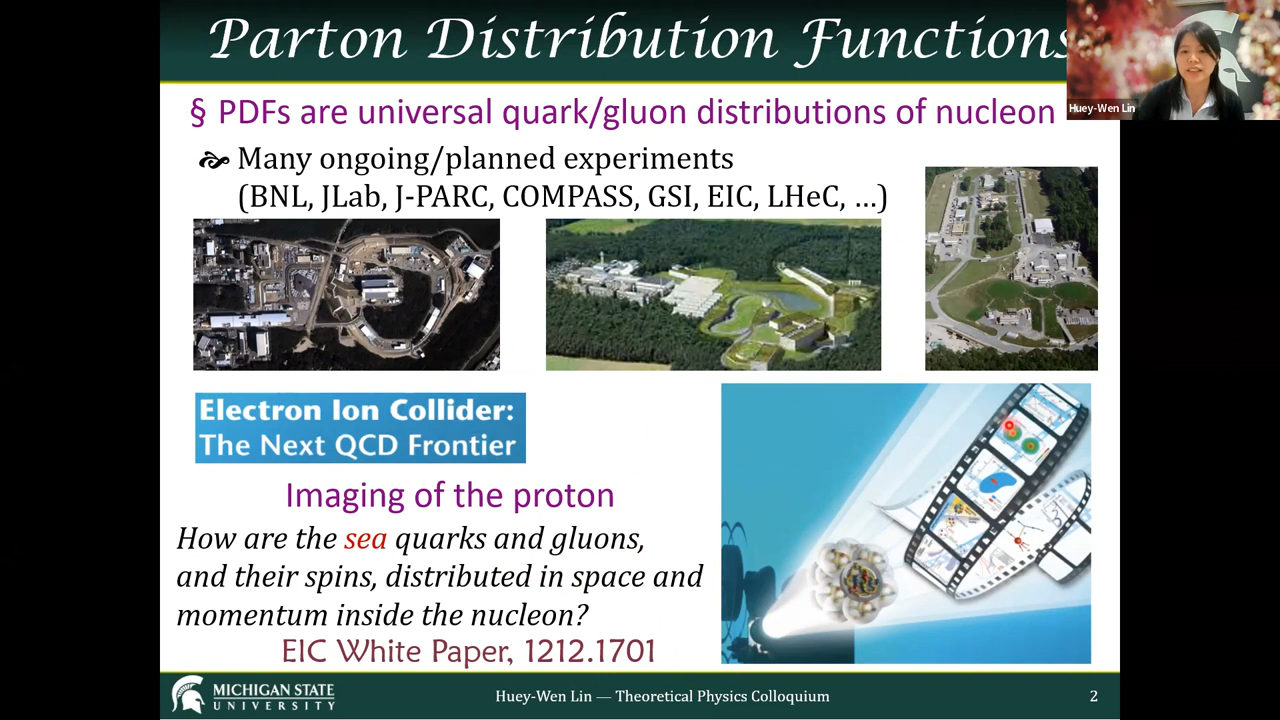 Parton Distribution Functions
Huey-Wen Lin
§ PDFs are universal quark/gluon distributions of nucleon
Many ongoing/planned experiments
(BNL, JLab, J-PARC, COMPASS, GSI, EIC, LHeC, …)
Electron Ion Collider:
The Next QCD Frontier
Imaging of the proton
How are the sea quarks and gluons,
and their spins, distributed in space and
momentum inside the nucleon?
EIC White Paper, 1212.1701
MICHIGAN STATE
UNIVERSITY
Huey-Wen Lin — Theoretical Physics Colloquium
2